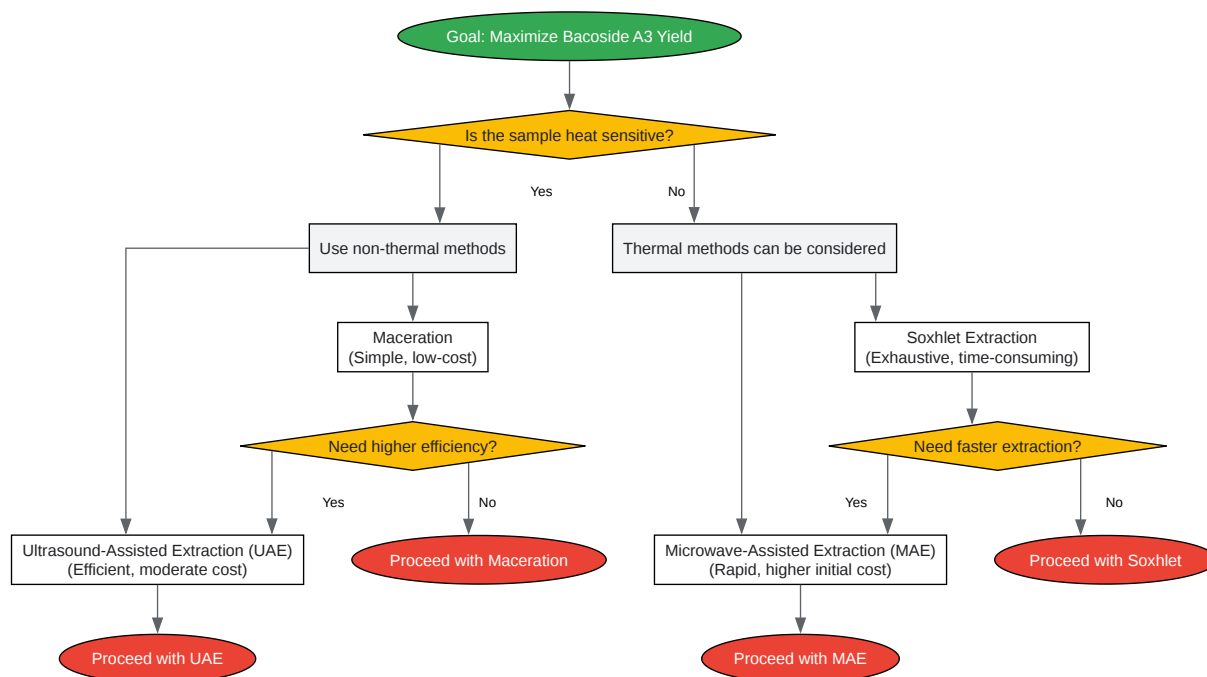 Goal: Maximize Bacoside A3 Yield
Is the sample heat sensitive?
Yes
No
Use non-thermal methods
Thermal methods can be considered
Maceration
(Simple, low-cost)
Soxhlet Extraction
(Exhaustive, time-consuming)
Need higher efficiency?
Need faster extraction?
Yes
No
Yes
No
Ultrasound-Assisted Extraction (UAE)
(Efficient, moderate cost)
Proceed with Maceration
Microwave-Assisted Extraction (MAE)
(Rapid, higher initial cost)
Proceed with Soxhlet
Proceed with UAE
Proceed with MAE